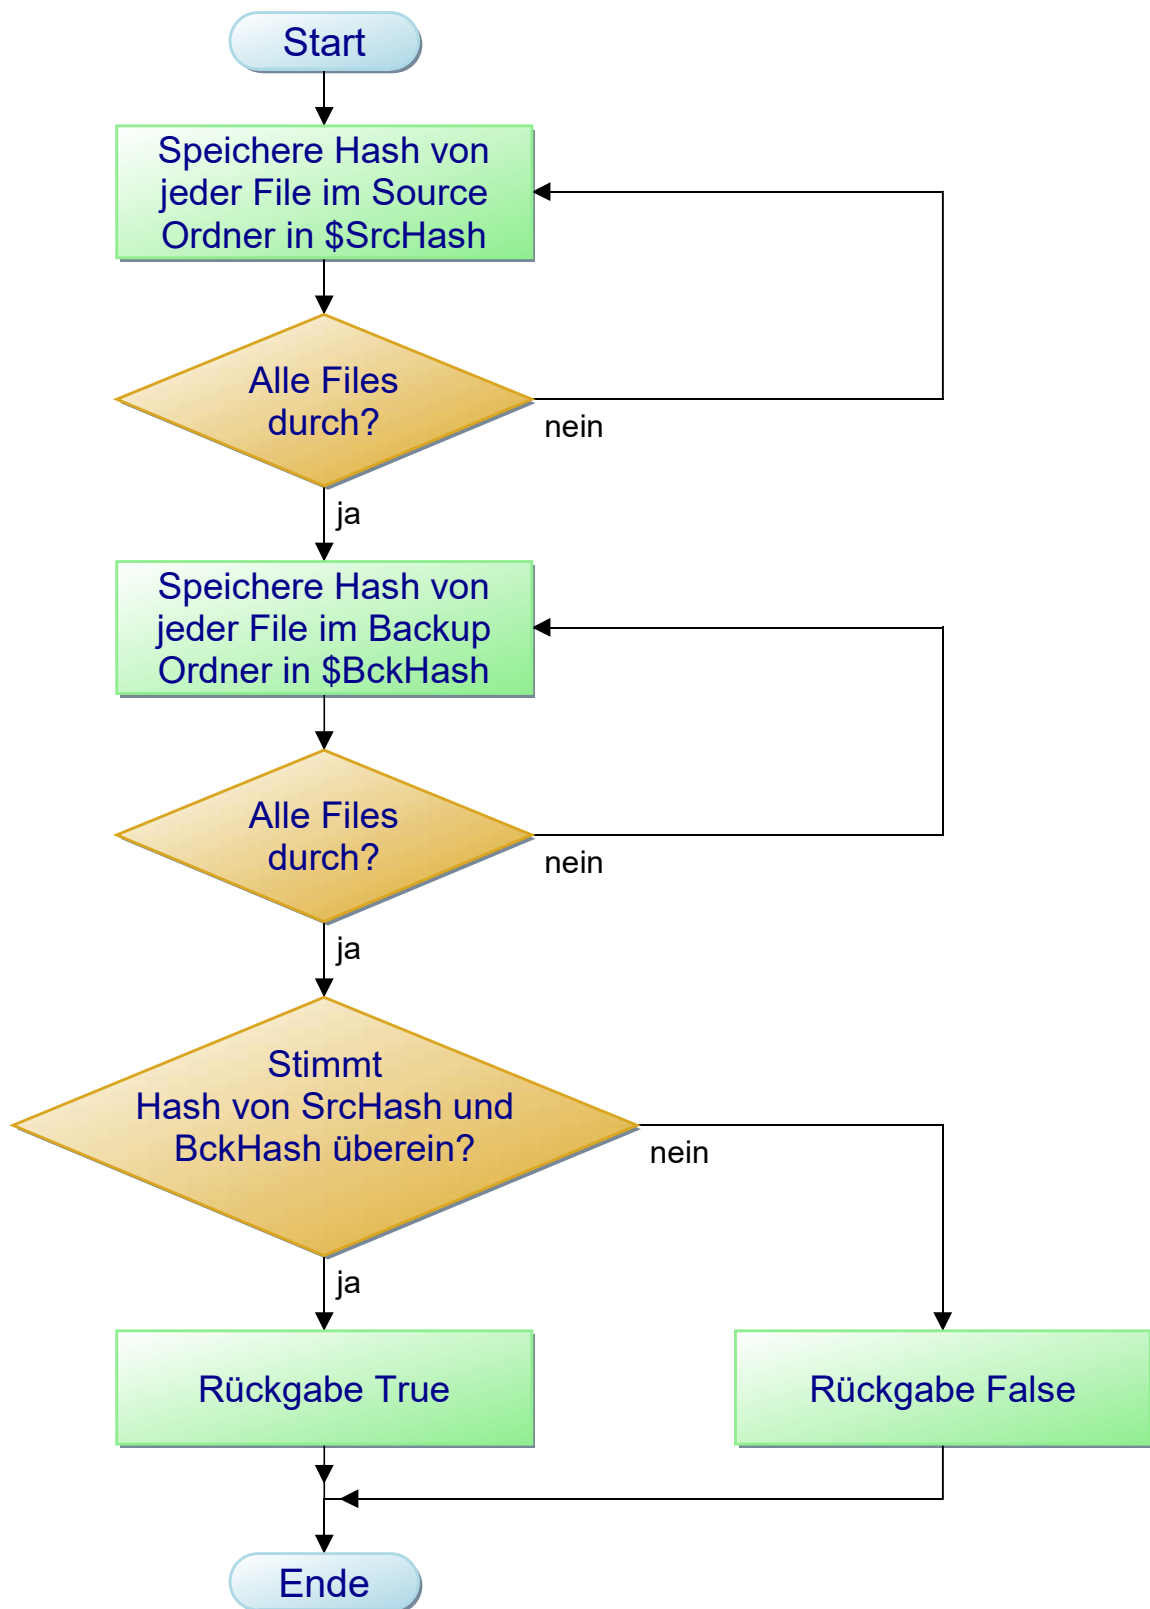 Start
Speichere Hash von
jeder File im Source
Ordner in $SrcHash
Alle Files
durch?
nein
ja
Speichere Hash von
jeder File im Backup
Ordner in $BckHash
Alle Files
durch?
nein
ja
Stimmt
Hash von SrcHash und
BckHash überein?
nein
ja
Rückgabe True
Rückgabe False
Ende